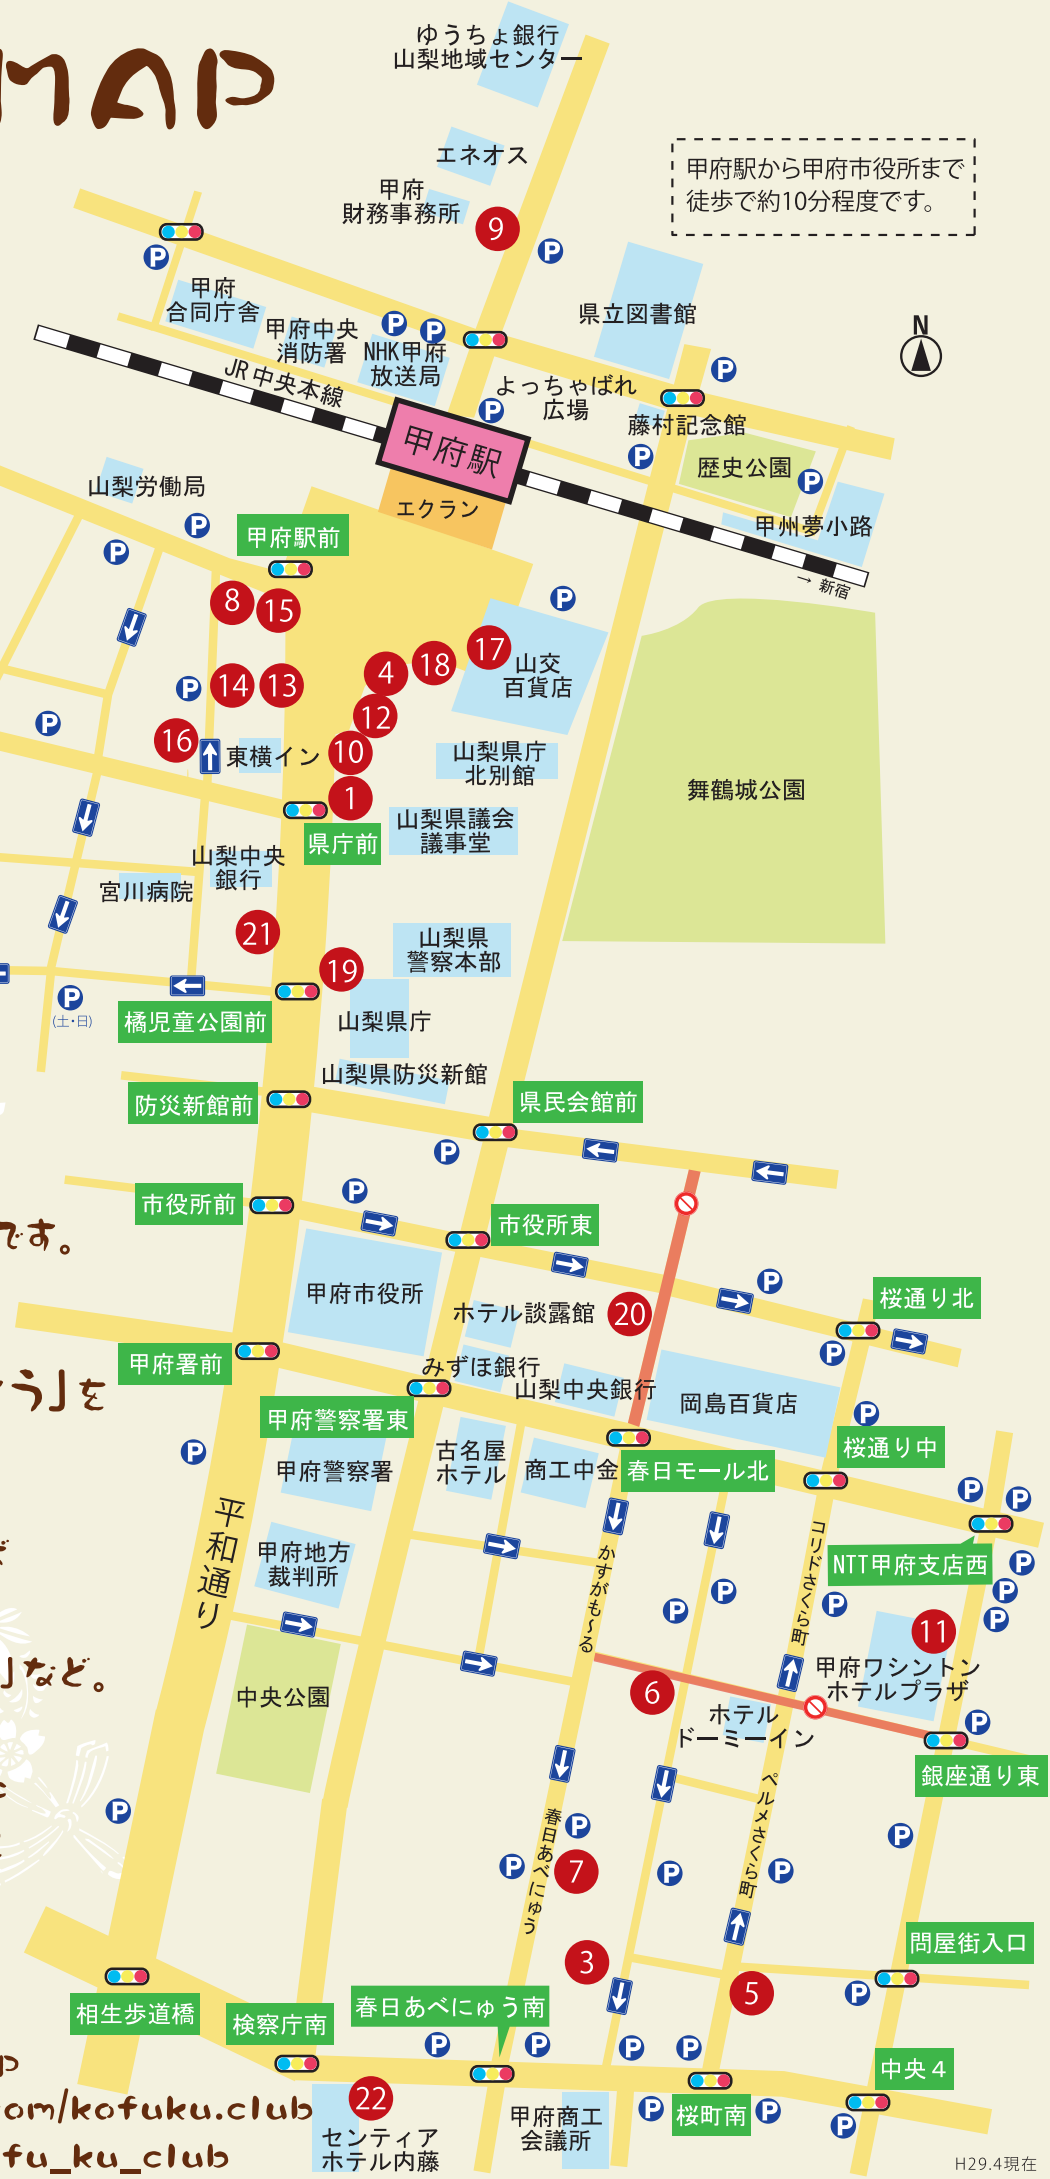 MAP
ゆうちょ銀行
山梨地域センター
エネオス
甲府
財務事務所
9
甲府駅から甲府市役所まで
徒歩で約10分程度です。
P
P
甲府
合同庁舎
甲府中央
消防署
P
P
NHK甲府
放送局
県立図書館
N
JR中央本線
よっちゃばれ
広場
P
P
藤村記念館
P
歴史公園
P
甲府駅
エクラン
甲州夢小路
→ 新宿
山梨労働局
P
P
甲府駅前
8
15
P
17
18
4
山交
百貨店
14
13
P
12
16
P
東横イン
10
1
山梨県庁
北別館
舞鶴城公園
県庁前
山梨県議会
議事堂
山梨中央
銀行
宮川病院
21
19
山梨県
警察本部
P
(土・日)
橘児童公園前
山梨県庁
山梨県防災新館
防災新館前
県民会館前
P
市役所前
P
市役所東
です。
甲府市役所
P
桜通り北
ホテル談露館
20
P
甲府署前
みずほ銀行
山梨中央銀行
岡島百貨店
う」を
甲府警察署東
P
桜通り中
P
甲府警察署
古名屋
ホテル
商工中金
春日モール北
P
P
平和通り
甲府地方
裁判所
かすがも〜る
コリドさくら町
NTT甲府支店西
P
P
P
P
P
P
11
」など。
中央公園
6
甲府ワシントン
ホテルプラザ
ホテル
ドーミーイン
P
銀座通り東
P
ペルメさくら町
春日あべにゅう
P
P
7
P
P
P
3
5
問屋街入口
P
相生歩道橋
検察庁南
春日あべにゅう南
P
P
P
P
中央4
22
P
桜町南
P
P
om/kofuku.club
センティア
ホテル内藤
甲府商工
会議所
fu_ku_club
H29.4現在